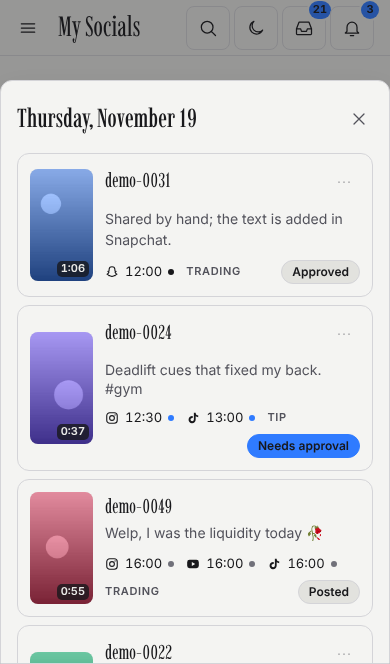 My Socials
21
3
Thursday, November 19
demo-0031
...
Shared by hand; the text is added in
Snapchat.
1:06
12:00 TRADING Approved
demo-0024
...
Deadlift cues that fixed my back.
#gym
12:30 13:00 TIP
0:37
Needs approval
demo-0049
Welp, I was the liquidity today 🥀
16:00 16:00 16:00
0:55
TRADING Posted
demo-0022
...